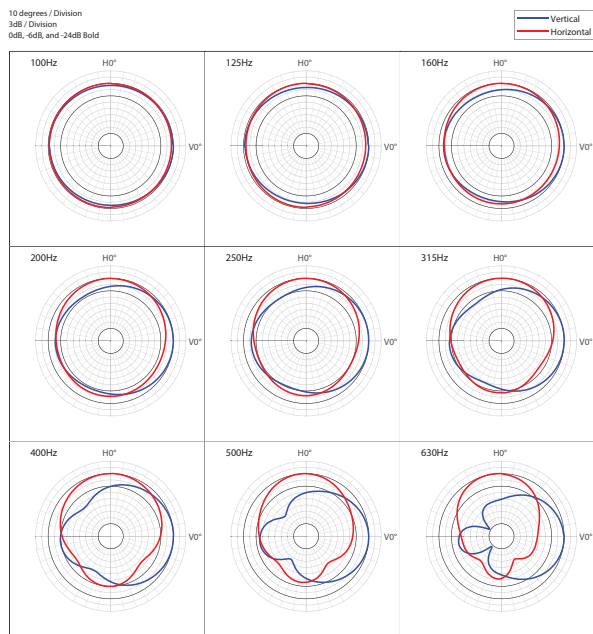 10 degrees / Division
3dB / Division
0dB, -6dB, and -24dB Bold
Vertical
Horizontal
100Hz H0°
V0°
125Hz H0°
V0°
160Hz H0°
V0°
200Hz H0°
V0°
250Hz H0°
V0°
315Hz H0°
V0°
400Hz H0°
V0°
500Hz H0°
V0°
630Hz H0°
V0°